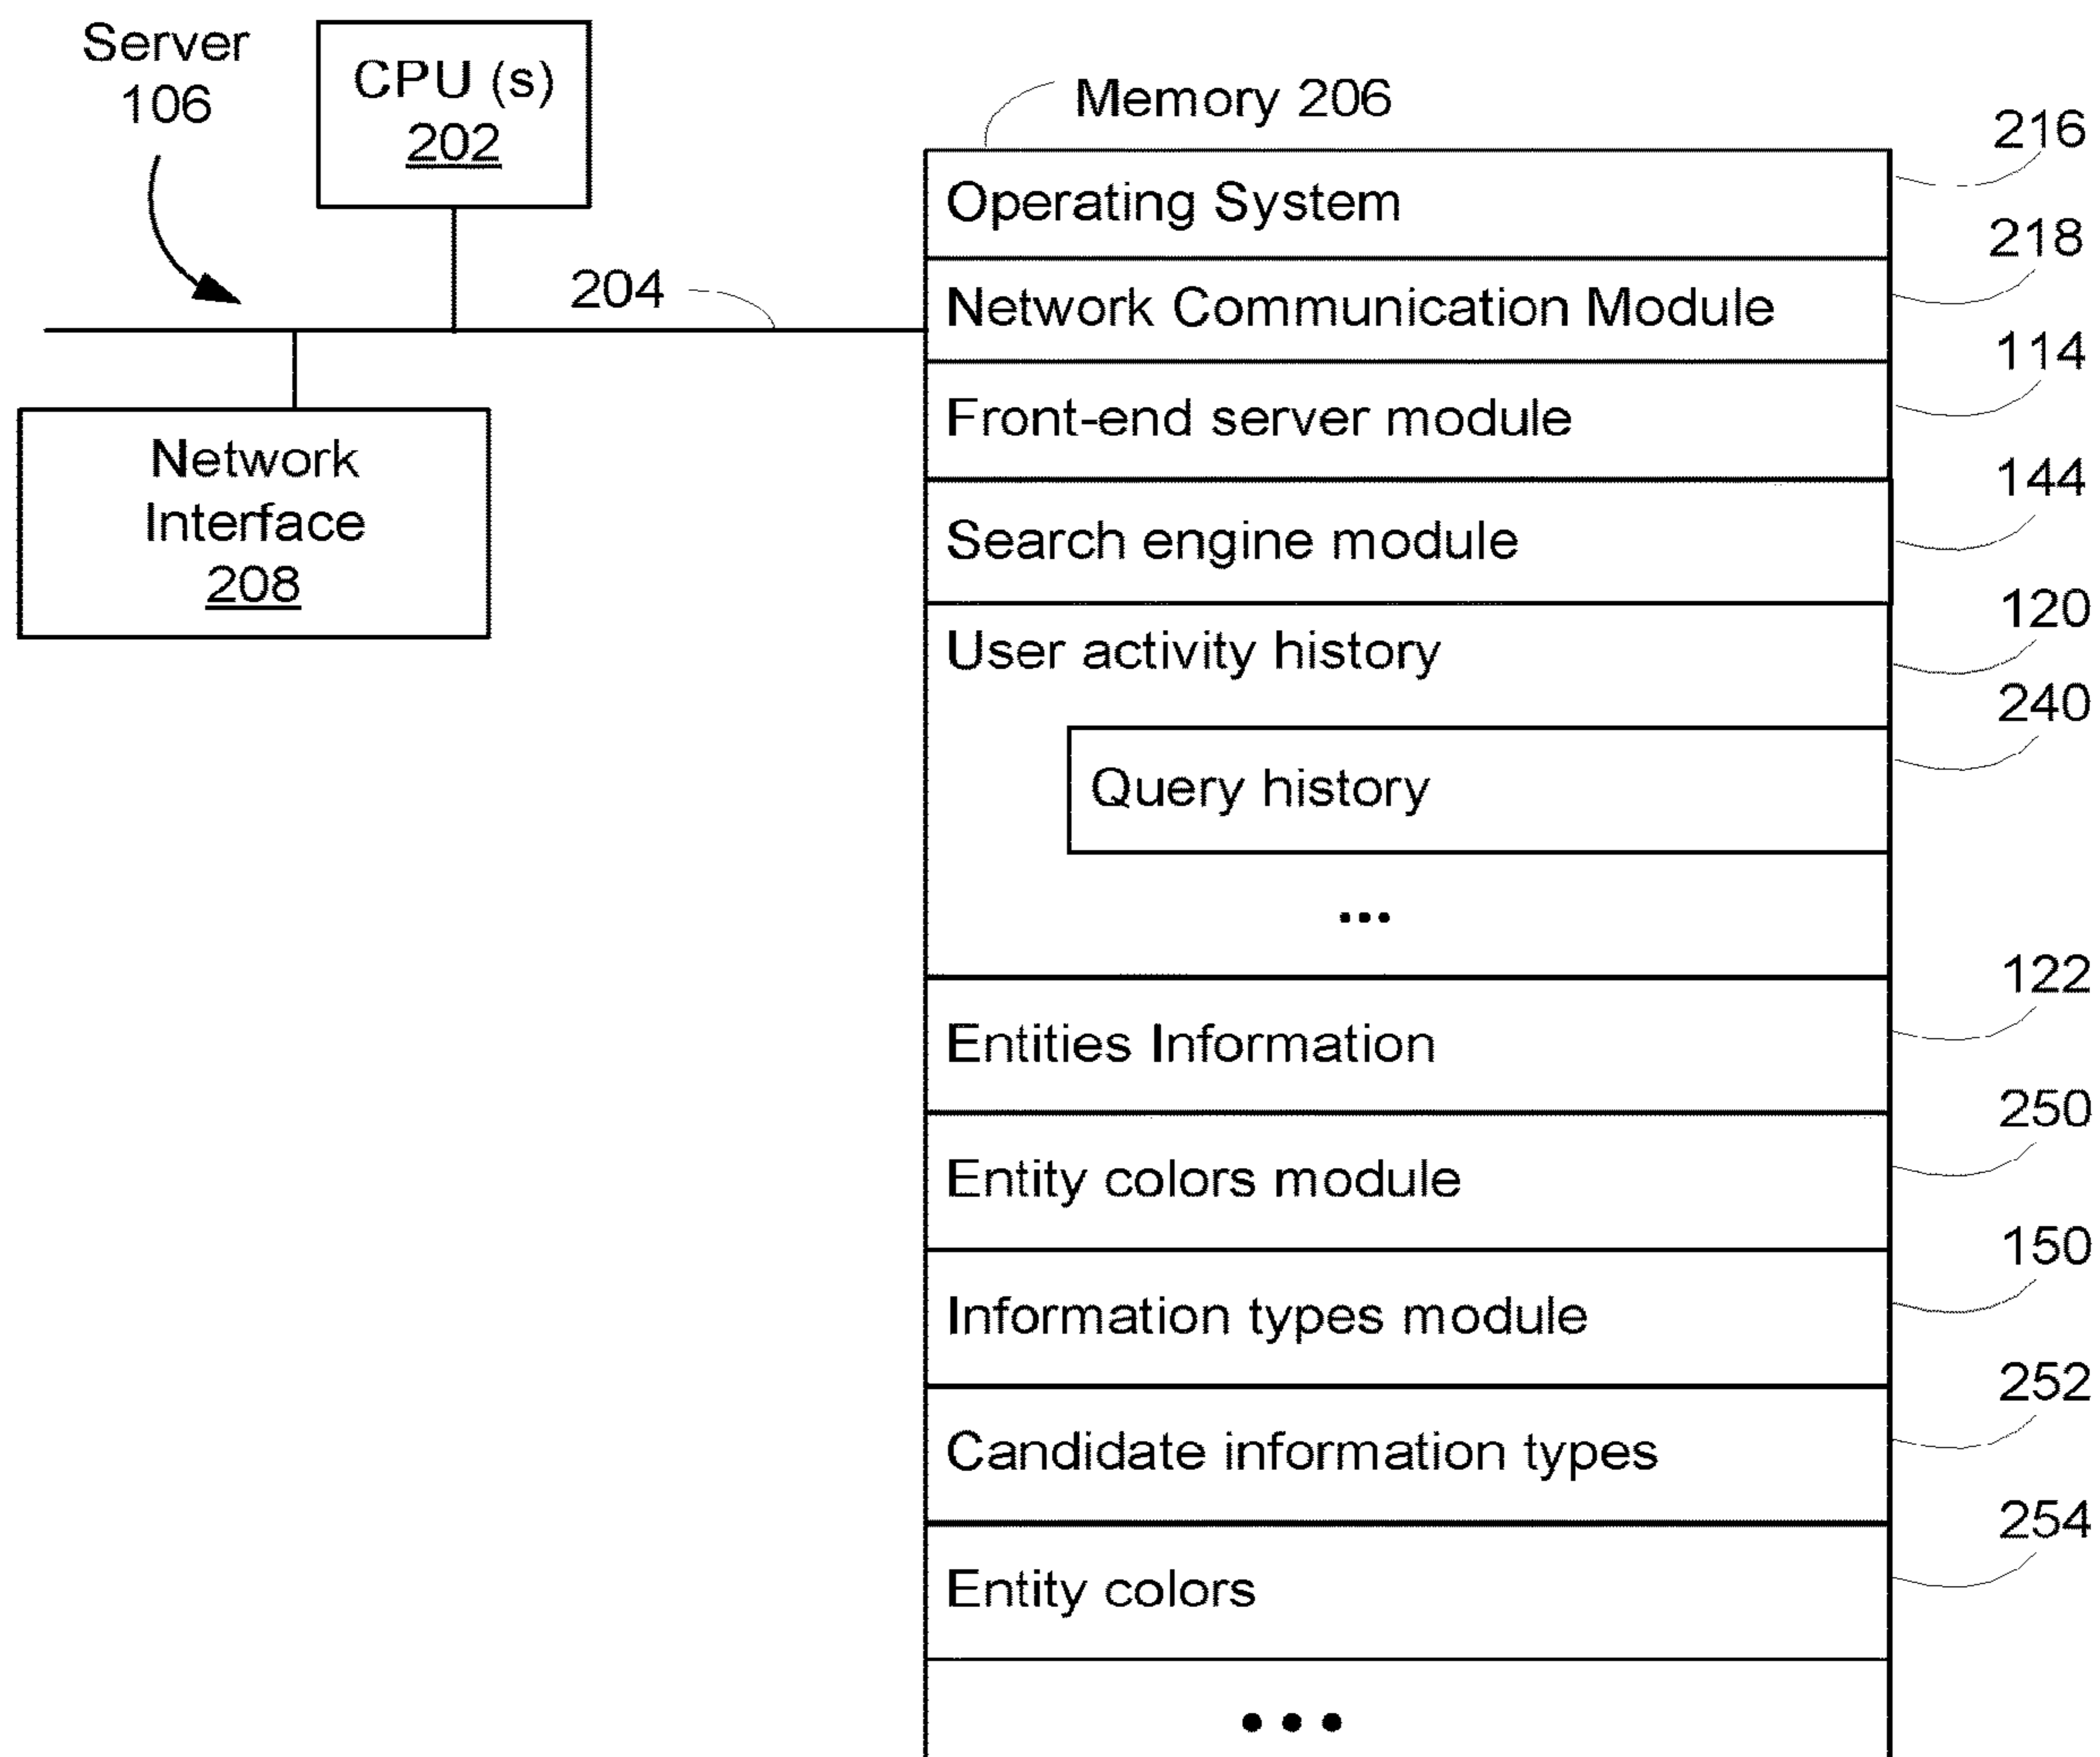 Server
106
CPU (s)
202
Memory 206
204
Network
Interface
208
Operating System
216
Network Communication Module
218
Front-end server module
114
Search engine module
144
User activity history
120
Query history
240
...
Entities Information
122
Entity colors module
250
Information types module
150
Candidate information types
252
Entity colors
254
...